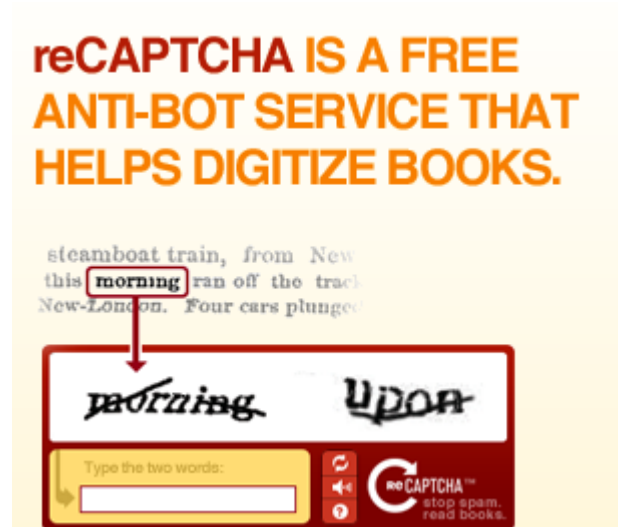 reCAPTCHA IS A FREE
ANTI-BOT SERVICE THAT
HELPS DIGITIZE BOOKS.
steamboat train, from New
this morning ran off the track
New-London. Four cars plunged
morning upon
Type the two words:
reCAPTCHA™
stop spam.
read books.